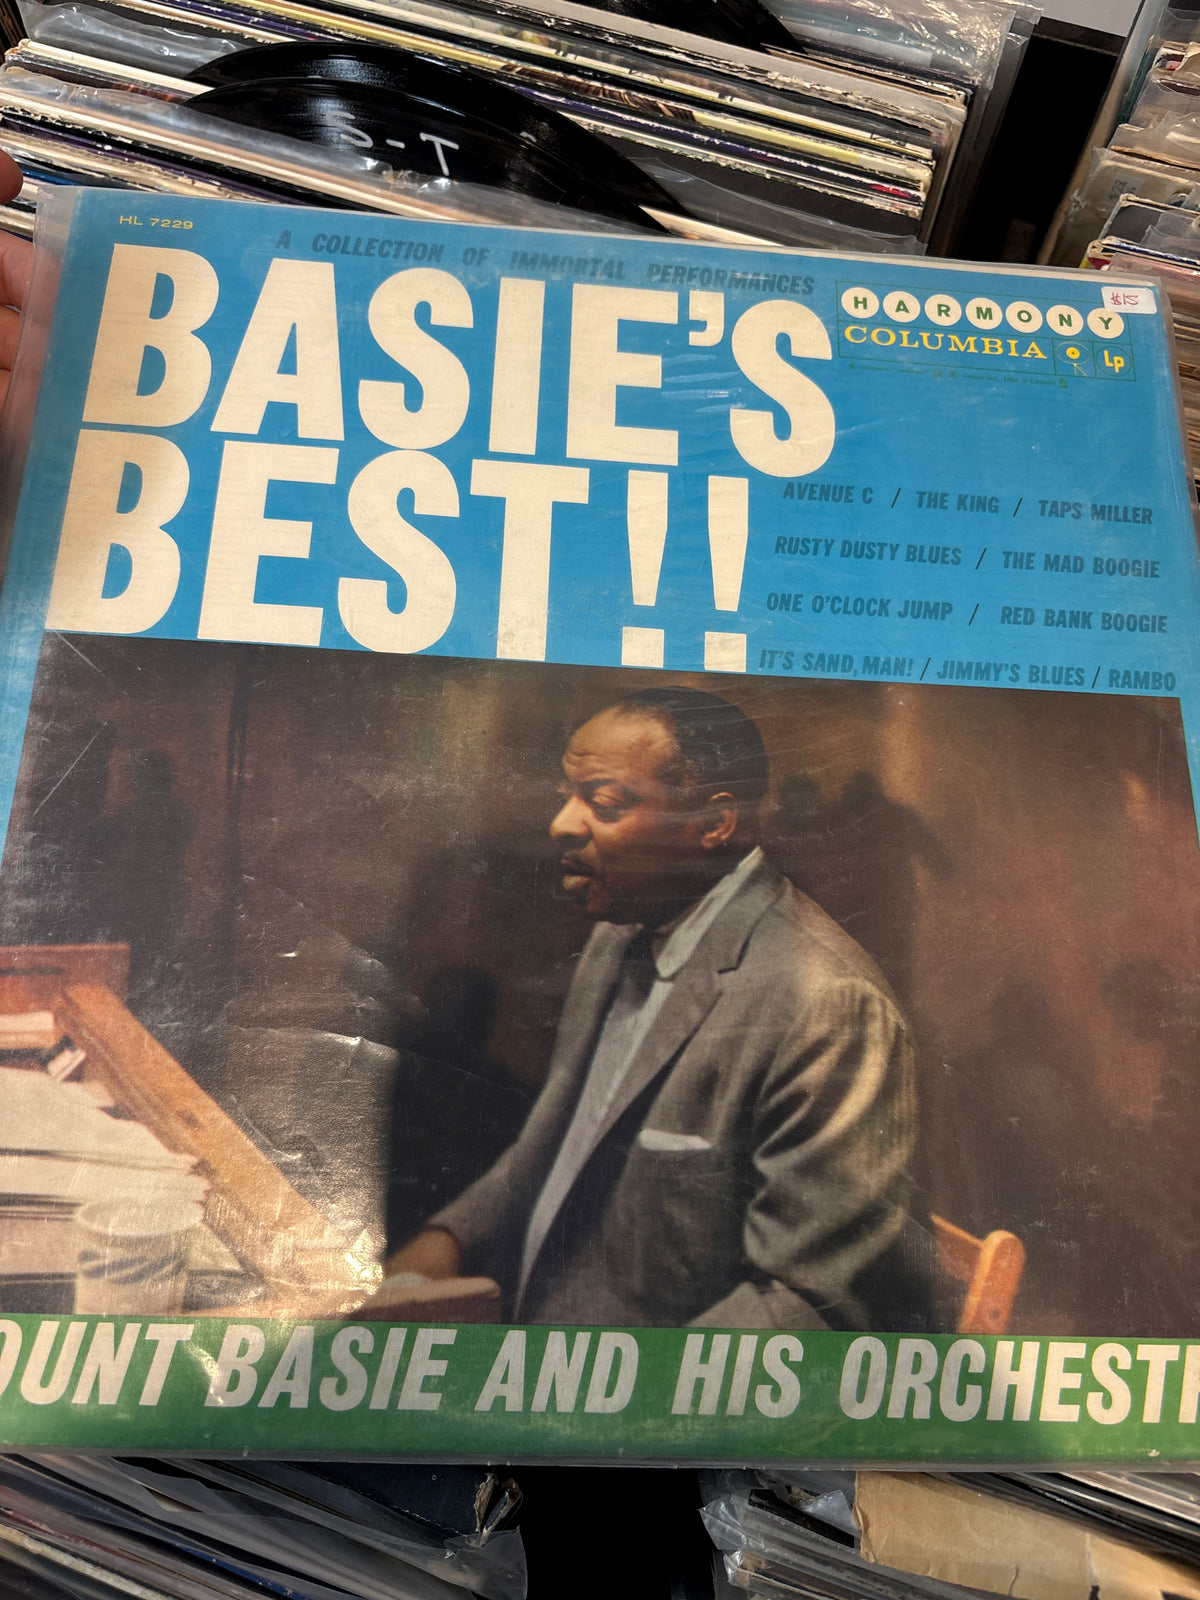 T-2
HL 7229
A COLLECTION OF IMMORTAL PERFORMANCES
BASIE'S
BEST!!
HARMONY
$15
COLUMBIA
Lp
AVENUE C / THE KING / TAPS MILLER
RUSTY DUSTY BLUES / THE MAD BOOGIE
ONE O'CLOCK JUMP / RED BANK BOOGIE
IT'S SAND, MAN! / JIMMY'S BLUES / RAMBO
OUNT BASIE AND HIS ORCHEST